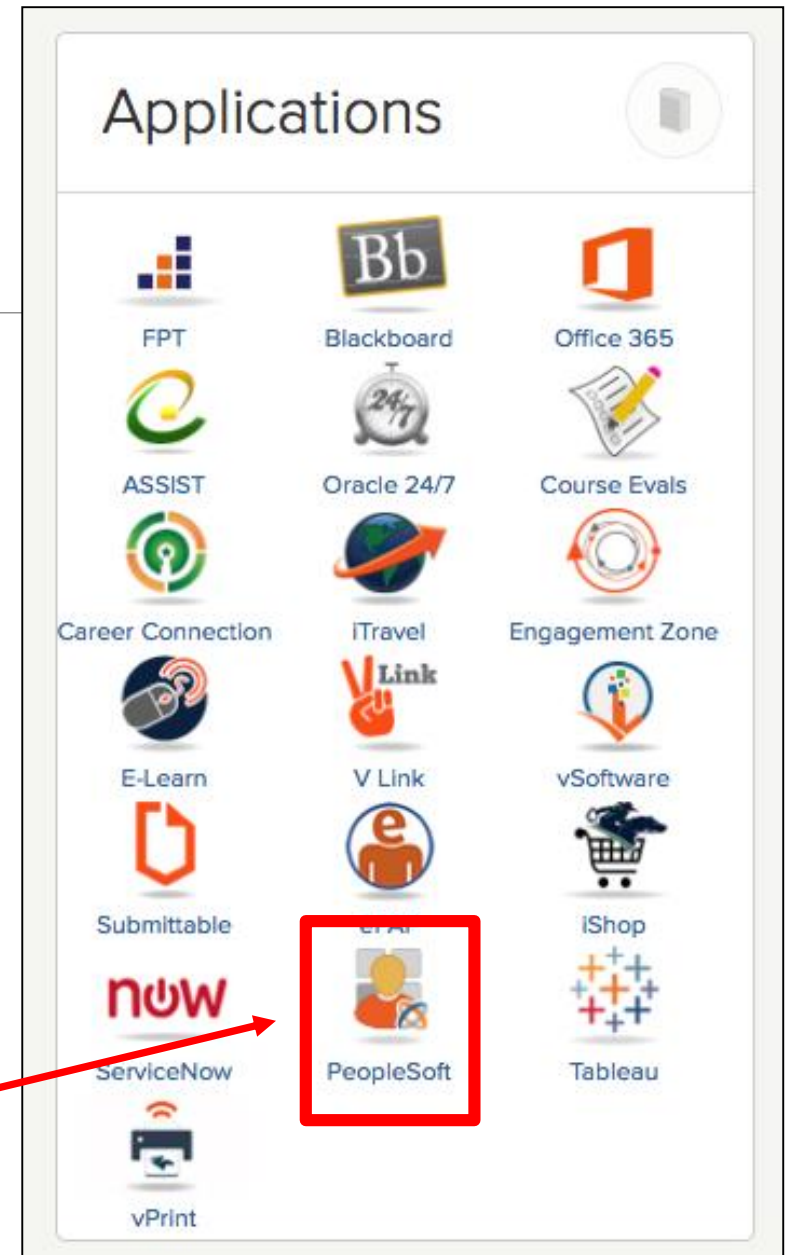 Applications
Bb
FPT Blackboard Office 365
24/7
ASSIST Oracle 24/7 Course Evals
Career Connection iTravel Engagement Zone
Link
E-Learn V Link vSoftware
e
Submittable iShop
now
ServiceNow PeopleSoft Tableau
vPrint